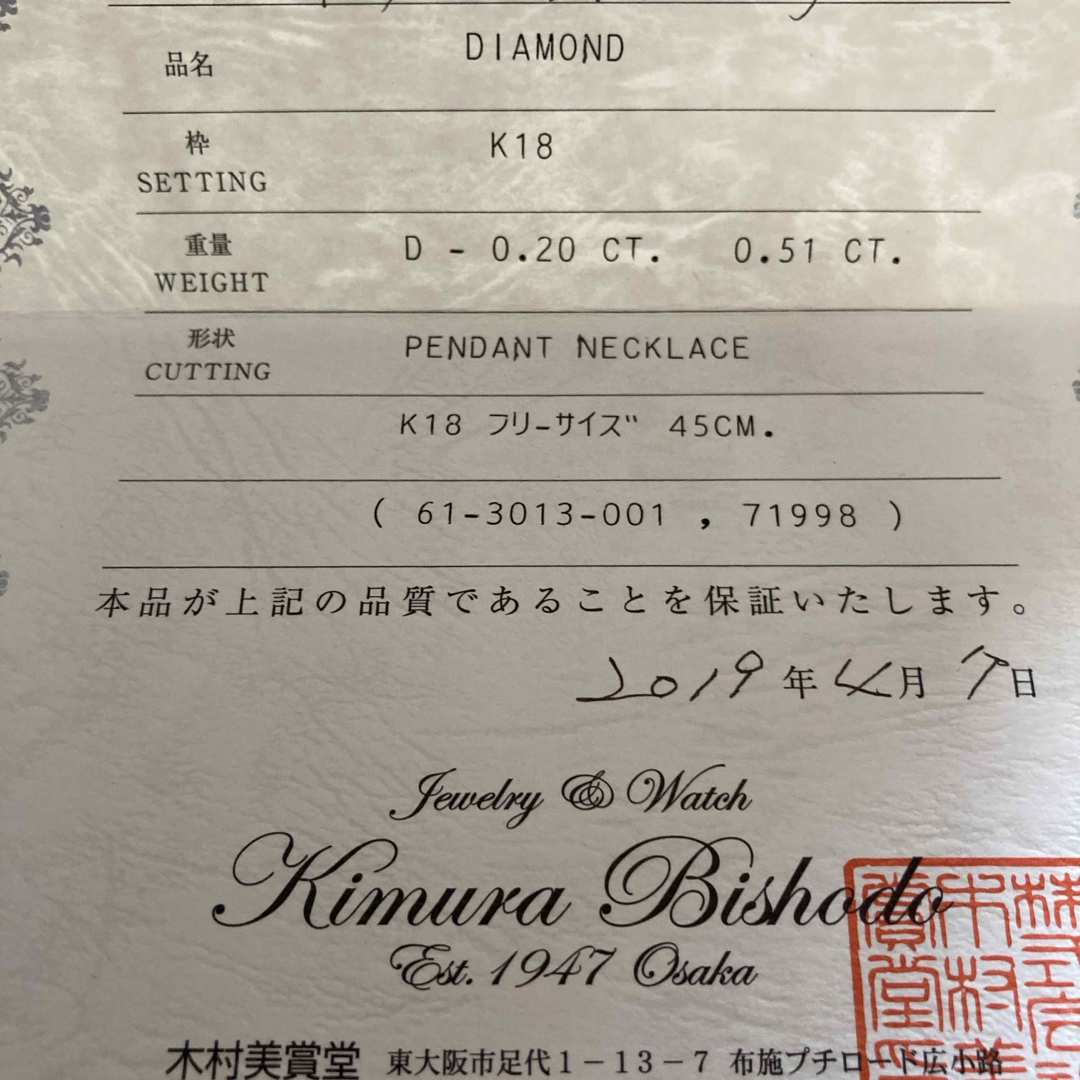 品名 DIAMOND
枠 K18
SETTING
重量 D - 0.20 CT. 0.51 CT.
WEIGHT
形状 PENDANT NECKLACE
CUTTING
K18 フリーサイズ 45CM.
( 61-3013-001 , 71998 )
本品が上記の品質であることを保証いたします。
2019年4月7日
Jewelry & Watch
Kimura Bishodo
Est. 1947 Osaka
木村美賞堂 東大阪市足代1-13-7 布施プチロード広小路